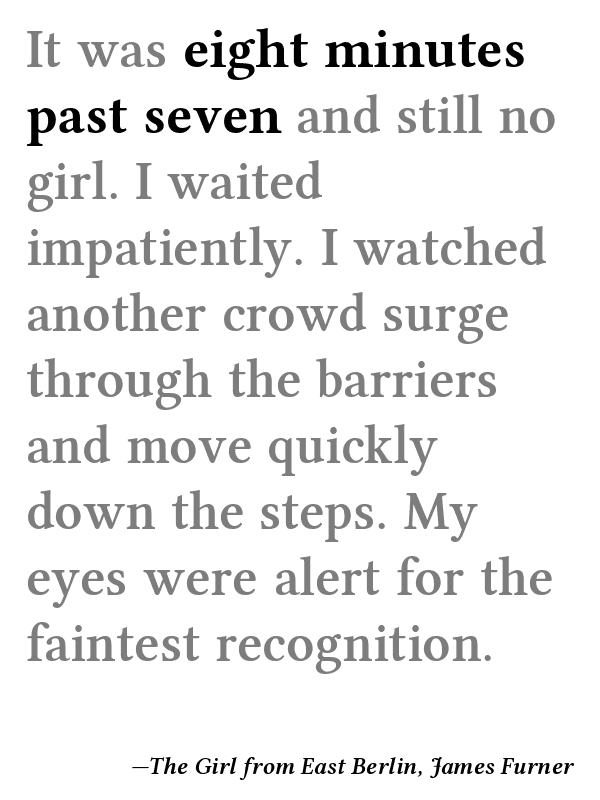 It was eight minutes
past seven and still no
girl. I waited
impatiently. I watched
another crowd surge
through the barriers
and move quickly
down the steps. My
eyes were alert for the
faintest recognition.
—The Girl from East Berlin, James Furner